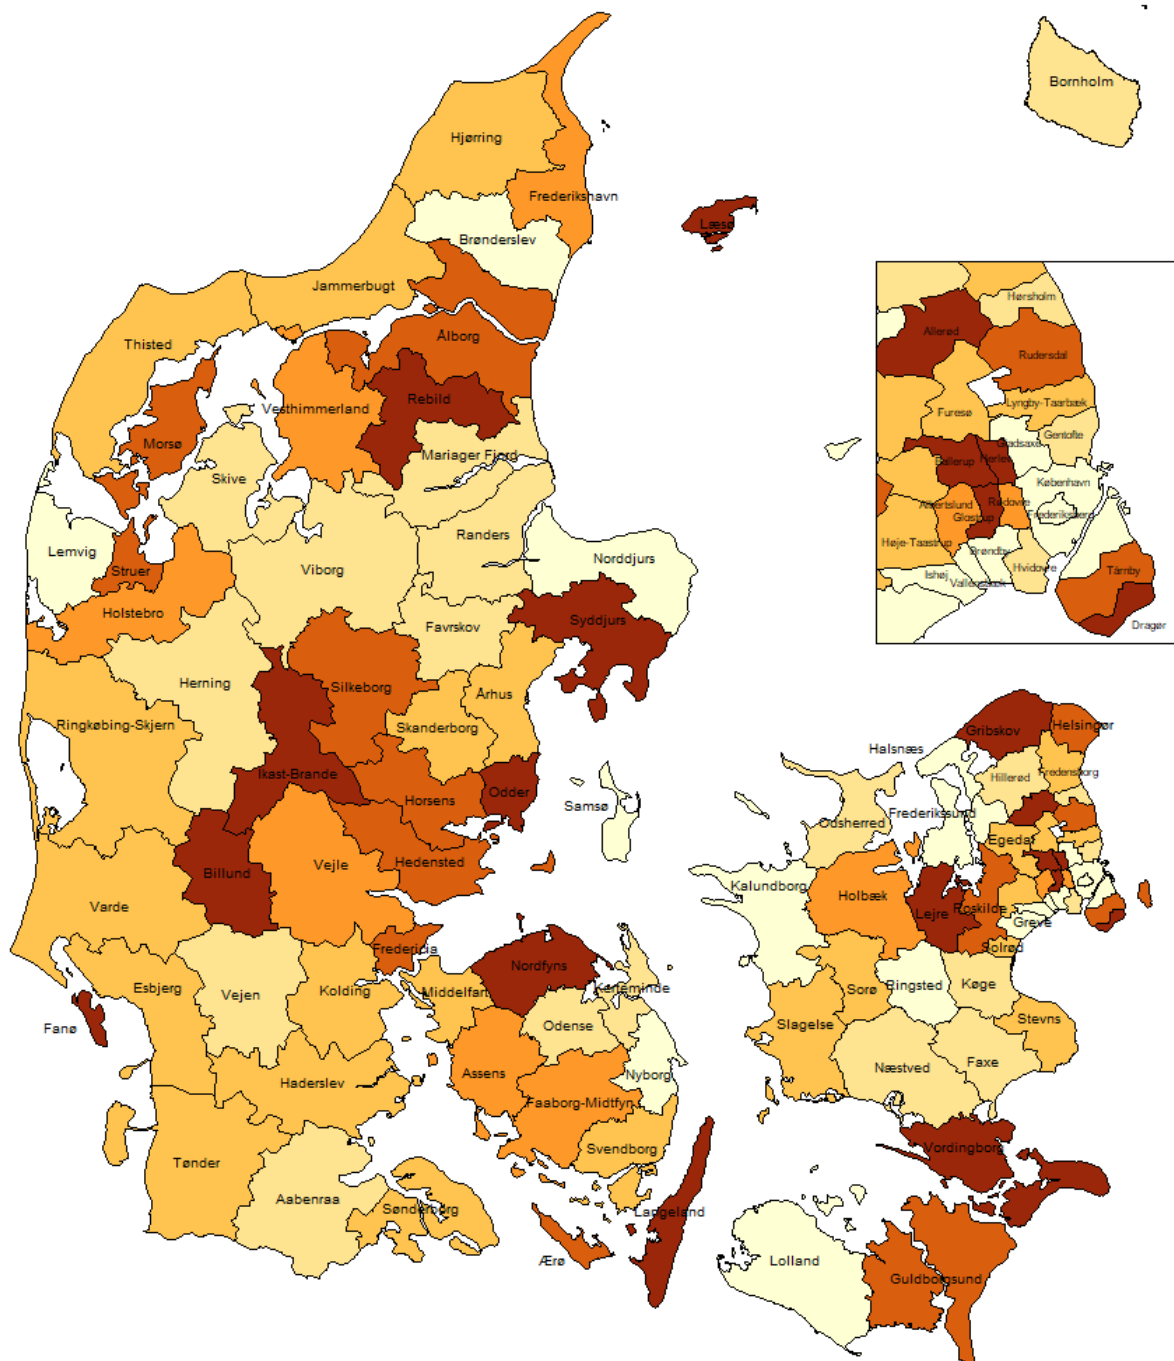 Bornholm
Hjørring
Frederikshavn
Læsø
Brønderslev
Jammerbugt
Thisted
Ålborg
Rebild
Vesthimmerland
Morsø
Mariager Fjord
Skive
Randers
Lemvig
Norddjurs
Struer
Viborg
Holstebro
Favrskov
Syddjurs
Herning
Silkeborg
Århus
Ringkøbing-Skjern
Skanderborg
Ikast-Brande
Odder
Horsens
Samsø
Hedensted
Vejle
Billund
Varde
Fredericia
Nordfyns
Esbjerg
Vejen
Kolding
Middelfart
Kerteminde
Fanø
Odense
Assens
Nyborg
Haderslev
Faaborg-Midtfyn
Svendborg
Tønder
Aabenraa
Sønderborg
Langeland
Ærø
Hørsholm
Allerød
Rudersdal
Lyngby-Taarbæk
Furesø
Gentofte
Gladsaxe
Ballerup
Herlev
København
Albertslund
Rødovre
Glostrup
Frederiksberg
Høje-Taastrup
Brøndby
Hvidovre
Ishøj
Vallensbæk
Tårnby
Dragør
Gribskov
Helsingør
Halsnæs
Hillerød
Fredensborg
Frederikssund
Odsherred
Egedal
Kalundborg
Holbæk
Lejre
Roskilde
Greve
Solrød
Sorø
Ringsted
Køge
Slagelse
Stevns
Næstved
Faxe
Vordingborg
Lolland
Guldborgsund